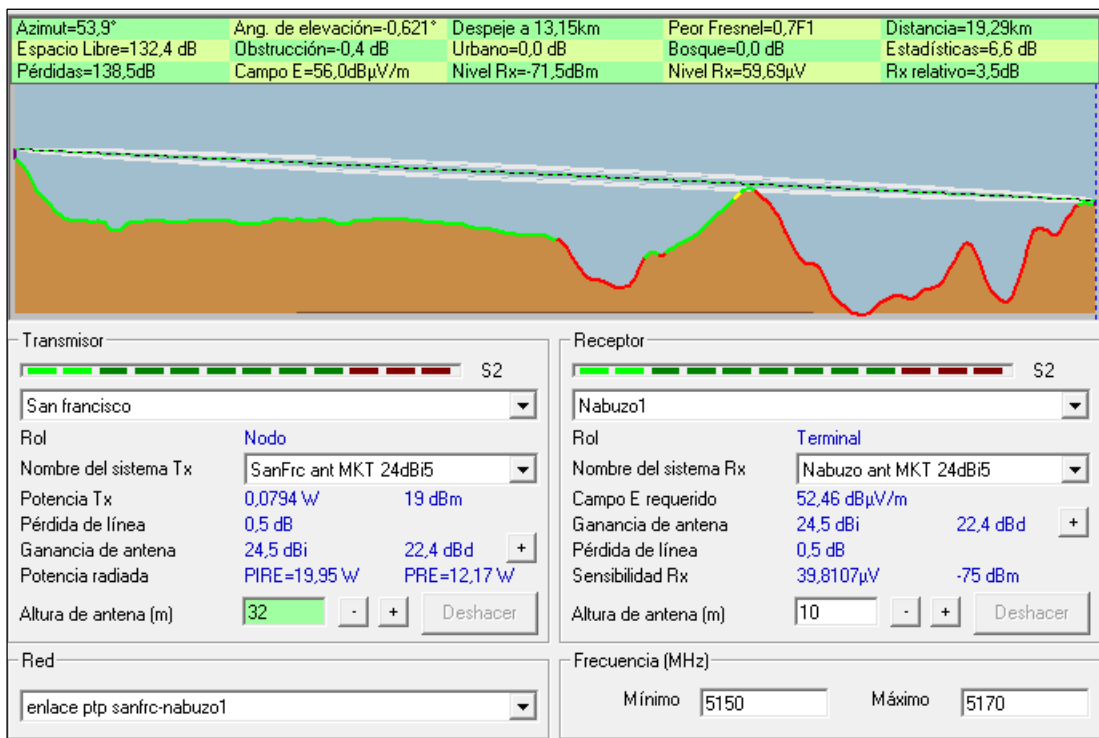 Azimut=53,9° Ang. de elevación=-0,621° Despeje a 13,15km Peor Fresnel=0,7F1 Distancia=19,29km
Espacio Libre=132,4 dB Obstrucción=-0,4 dB Urbano=0,0 dB Bosque=0,0 dB Estadísticas=6,6 dB
Pérdidas=138,5dB Campo E=56,0dBµV/m Nivel Rx=-71,5dBm Nivel Rx=59,69µV Rx relativo=3,5dB
Transmisor
S2
San francisco
Rol Nodo
Nombre del sistema Tx SanFrc ant MKT 24dBi5
Potencia Tx 0,0794 W 19 dBm
Pérdida de línea 0,5 dB
Ganancia de antena 24,5 dBi 22,4 dBd +
Potencia radiada PIRE=19,95 W PRE=12,17 W
Altura de antena (m) 32 - + Deshacer
Receptor
S2
Nabuzo1
Rol Terminal
Nombre del sistema Rx Nabuzo ant MKT 24dBi5
Campo E requerido 52,46 dBµV/m
Ganancia de antena 24,5 dBi 22,4 dBd +
Pérdida de línea 0,5 dB
Sensibilidad Rx 39,8107µV -75 dBm
Altura de antena (m) 10 - + Deshacer
Red
enlace ptp sanfrc-nabuzo1
Frecuencia (MHz)
Mínimo 5150 Máximo 5170